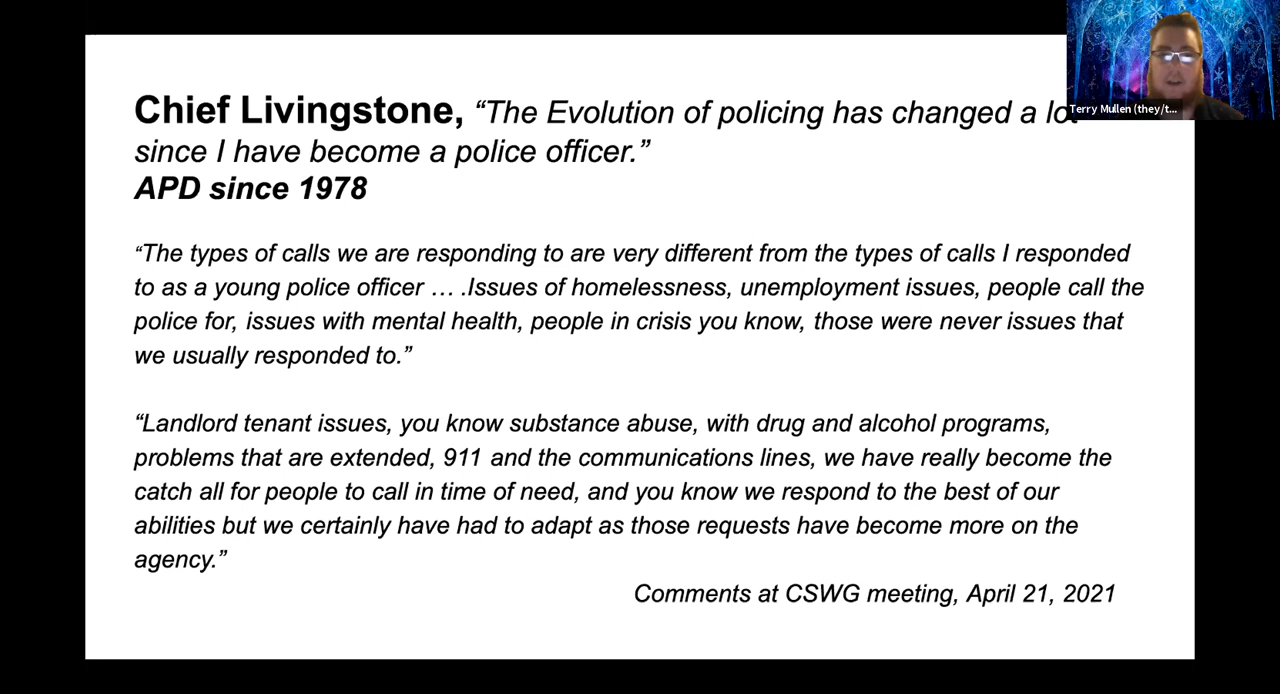 Chief Livingstone, “The Evolution of policing has changed a lot
since I have become a police officer.”
APD since 1978
“The types of calls we are responding to are very different from the types of calls I responded
to as a young police officer … .Issues of homelessness, unemployment issues, people call the
police for, issues with mental health, people in crisis you know, those were never issues that
we usually responded to.”
“Landlord tenant issues, you know substance abuse, with drug and alcohol programs,
problems that are extended, 911 and the communications lines, we have really become the
catch all for people to call in time of need, and you know we respond to the best of our
abilities but we certainly have had to adapt as those requests have become more on the
agency.”
Comments at CSWG meeting, April 21, 2021
Terry Mullen (they/t...